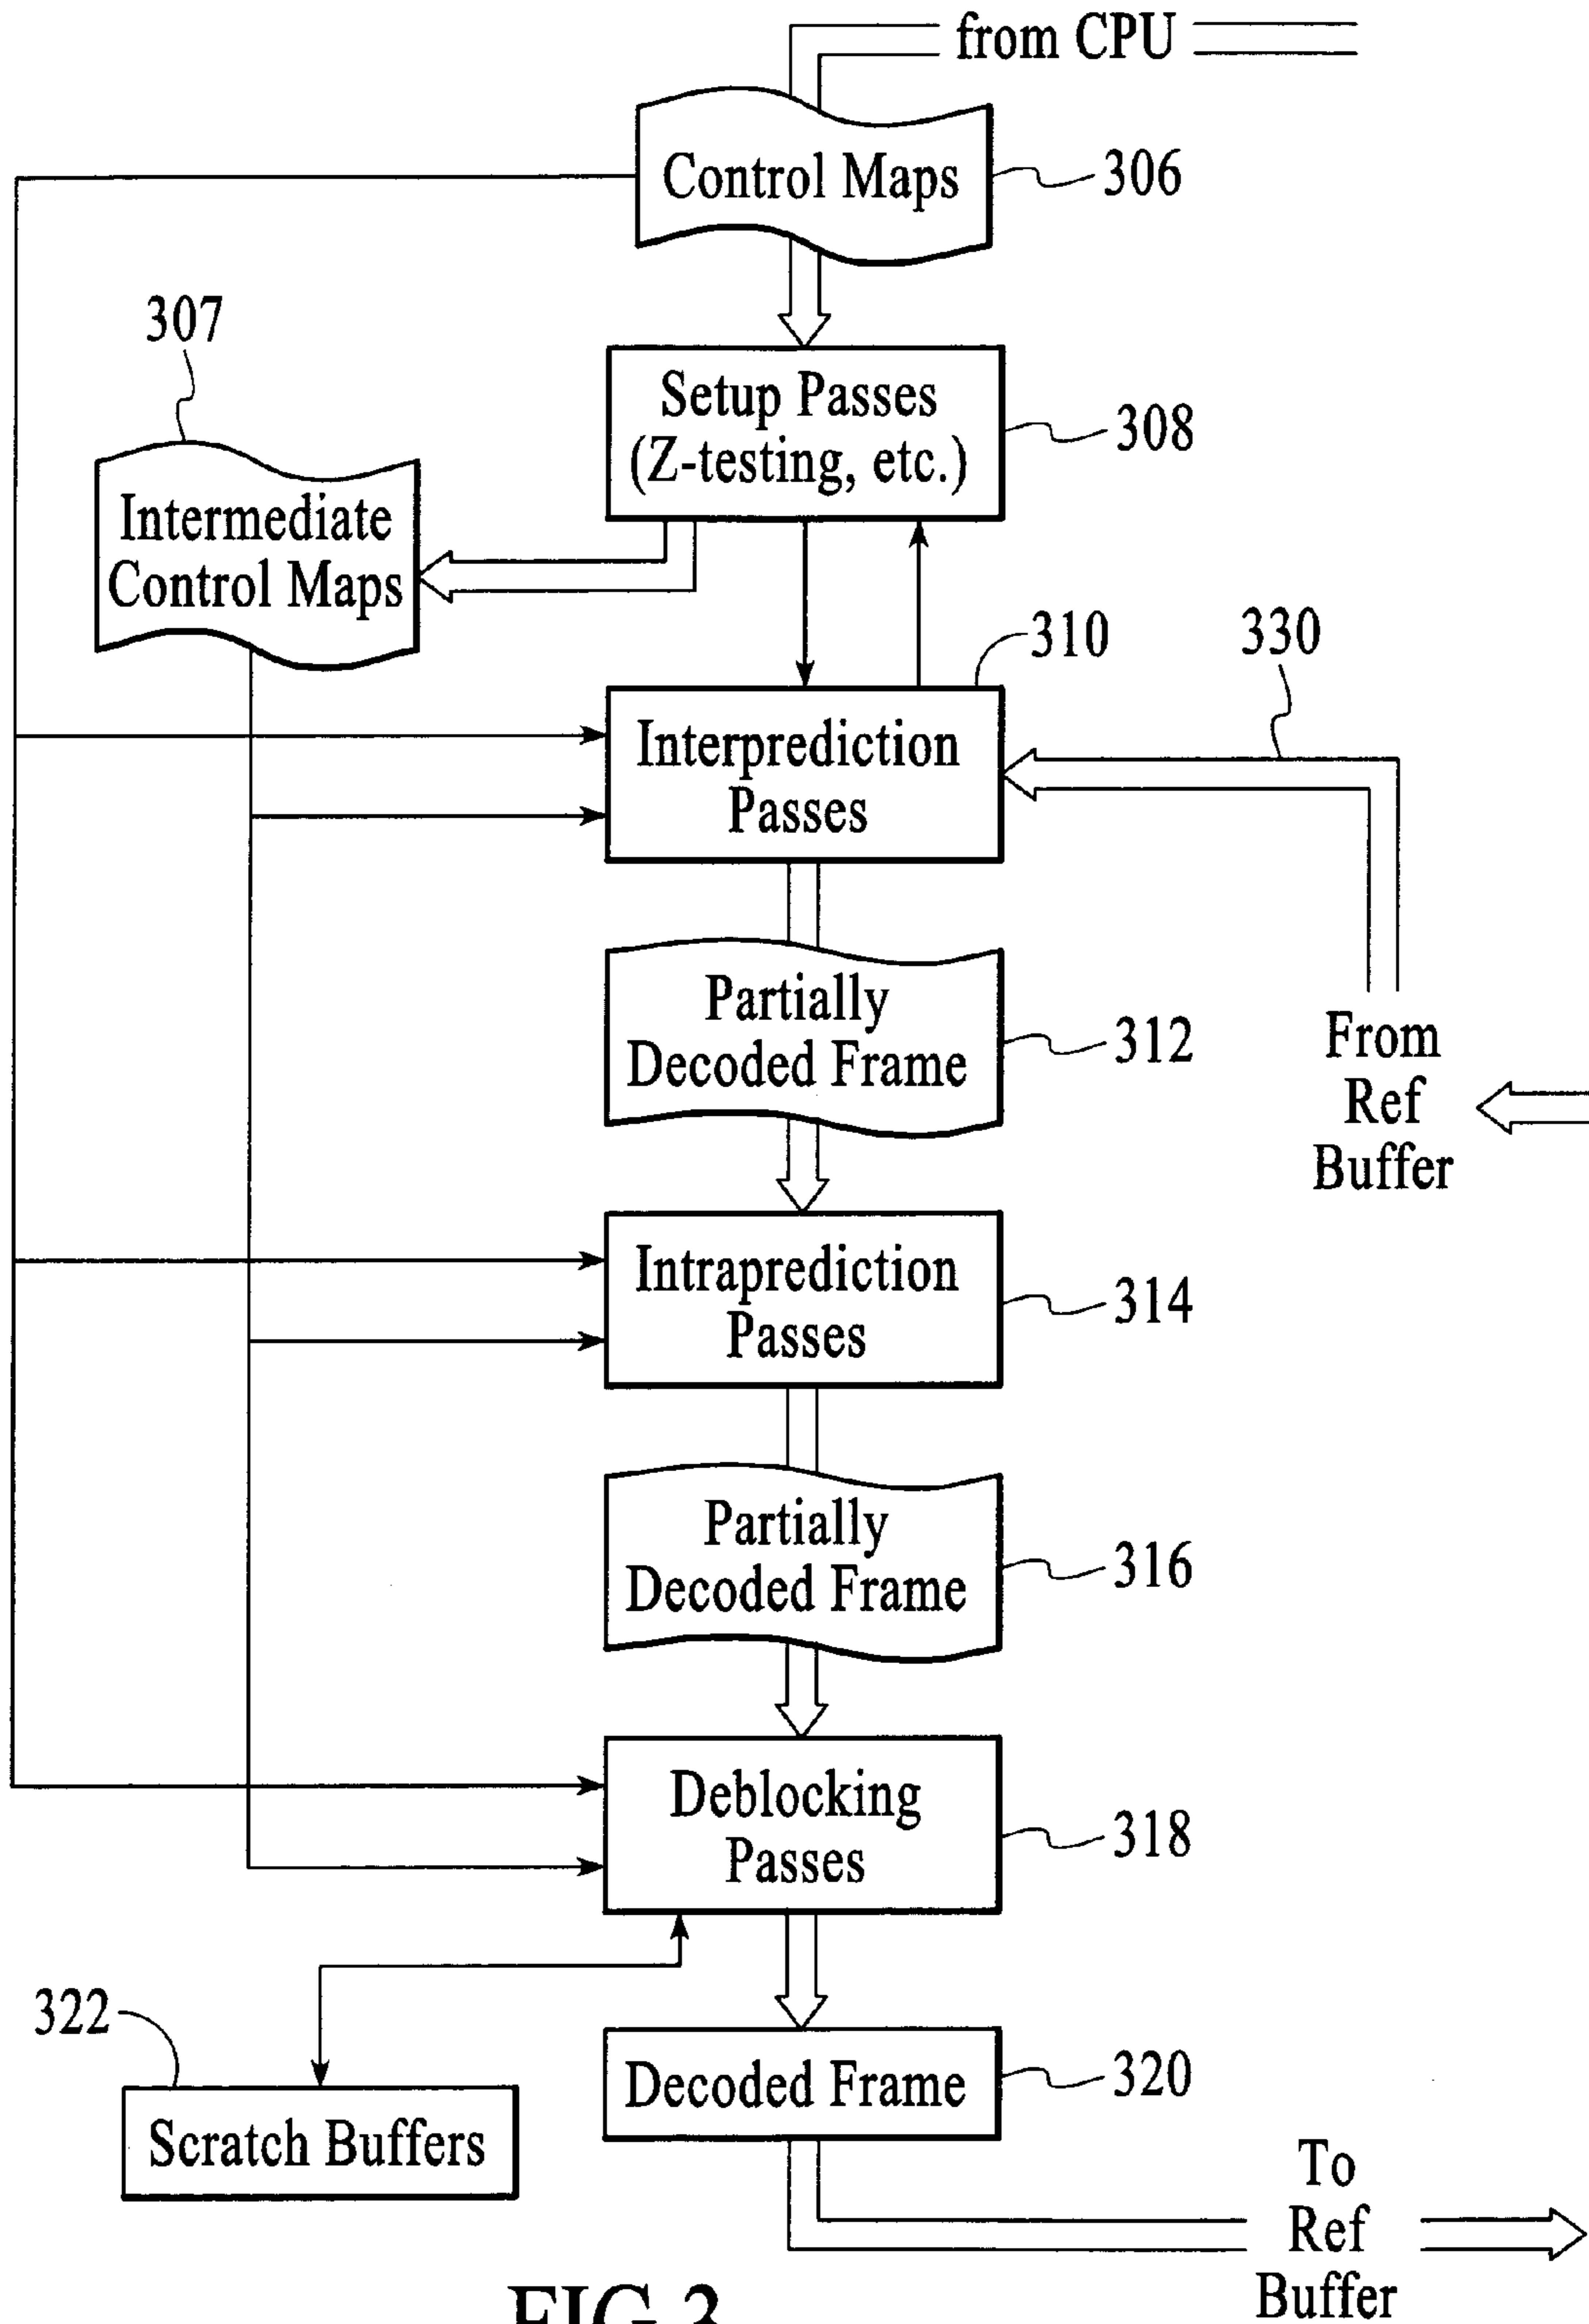 from CPU
Control Maps
306
307
Setup Passes
(Z-testing, etc.)
308
Intermediate
Control Maps
310
330
Interprediction
Passes
Partially
Decoded Frame
312
From
Ref
Buffer
Intraprediction
Passes
314
Partially
Decoded Frame
316
Deblocking
Passes
318
322
Scratch Buffers
Decoded Frame
320
To
Ref
Buffer
FIG.3